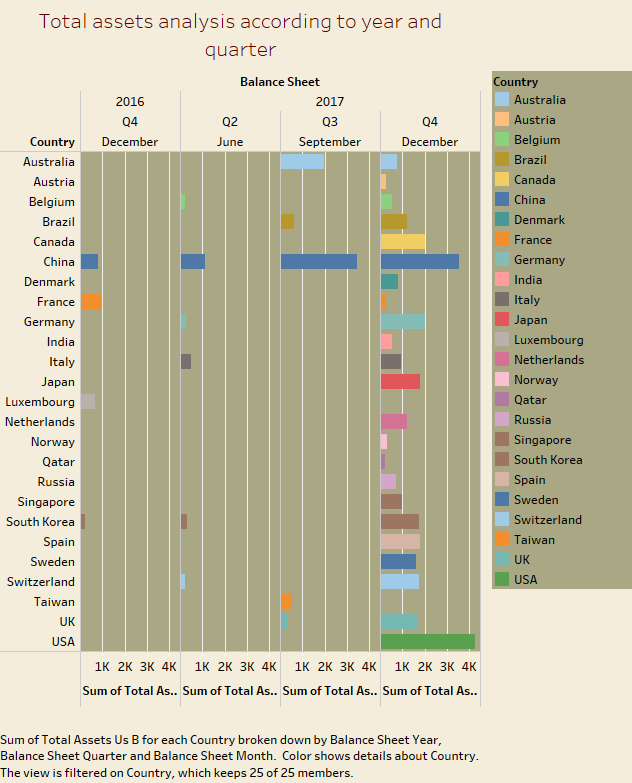 Total assets analysis according to year and
quarter
Balance Sheet
2016 2017
Q4 Q2 Q3 Q4
Country December June September December
Australia
Austria
Belgium
Brazil
Canada
China
Denmark
France
Germany
India
Italy
Japan
Luxembourg
Netherlands
Norway
Qatar
Russia
Singapore
South Korea
Spain
Sweden
Switzerland
Taiwan
UK
USA
1K 2K 3K 4K 1K 2K 3K 4K 1K 2K 3K 4K 1K 2K 3K 4K
Sum of Total As.. Sum of Total As.. Sum of Total As.. Sum of Total As..
Country
Australia
Austria
Belgium
Brazil
Canada
China
Denmark
France
Germany
India
Italy
Japan
Luxembourg
Netherlands
Norway
Qatar
Russia
Singapore
South Korea
Spain
Sweden
Switzerland
Taiwan
UK
USA
Sum of Total Assets Us B for each Country broken down by Balance Sheet Year,
Balance Sheet Quarter and Balance Sheet Month.  Color shows details about Country.
The view is filtered on Country, which keeps 25 of 25 members.